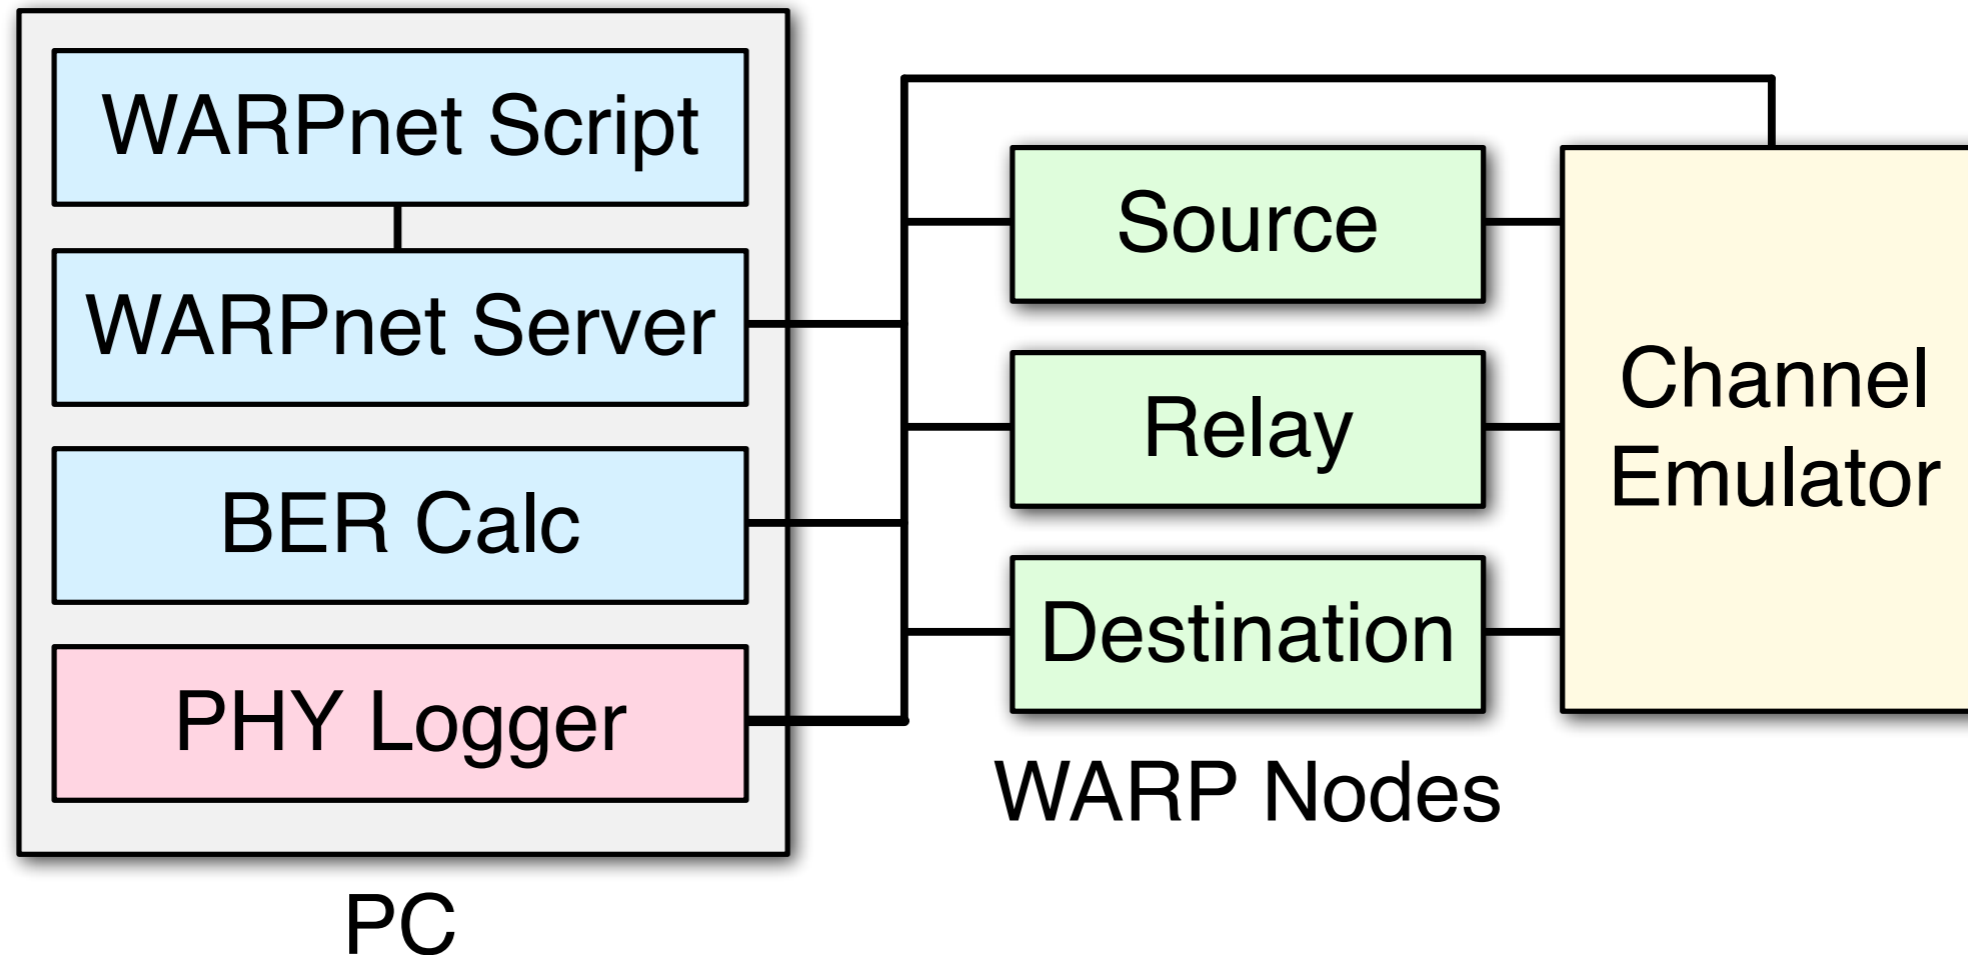 WARPnet Script
WARPnet Server
BER Calc
PHY Logger
PC
Source
Relay
Destination
WARP Nodes
Channel
Emulator